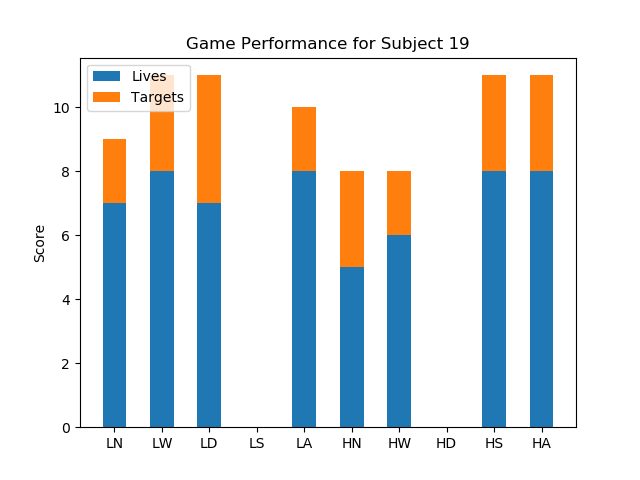 Game Performance for Subject 19
Lives
Targets
10
8
6
4
2
0
Score
LN LW LD LS LA HN HW HD HS HA